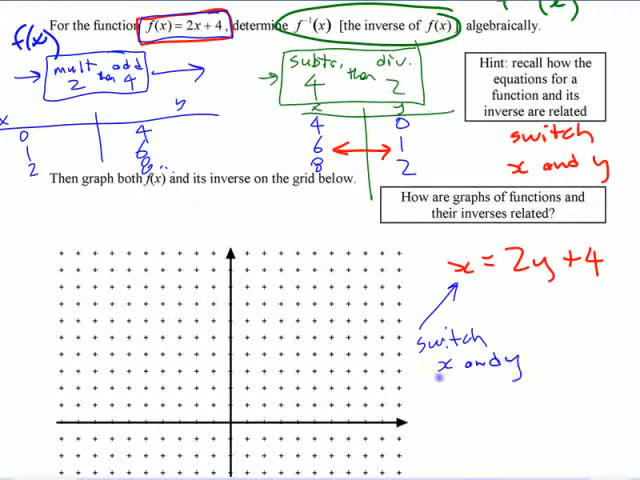 (x)
For the function f(x) = 2x + 4, determine f⁻¹(x) [the inverse of f(x)] algebraically.
f(x)
mult then add
2 4
x y
0 4
1 6
2 8 ..
subtr. then div.
4 2
x y
4 0
6 1
8 2
Hint: recall how the
equations for a
function and its
inverse are related
switch
x and y
Then graph both f(x) and its inverse on the grid below.
How are graphs of functions and
their inverses related?
x = 2y + 4
switch
x and y